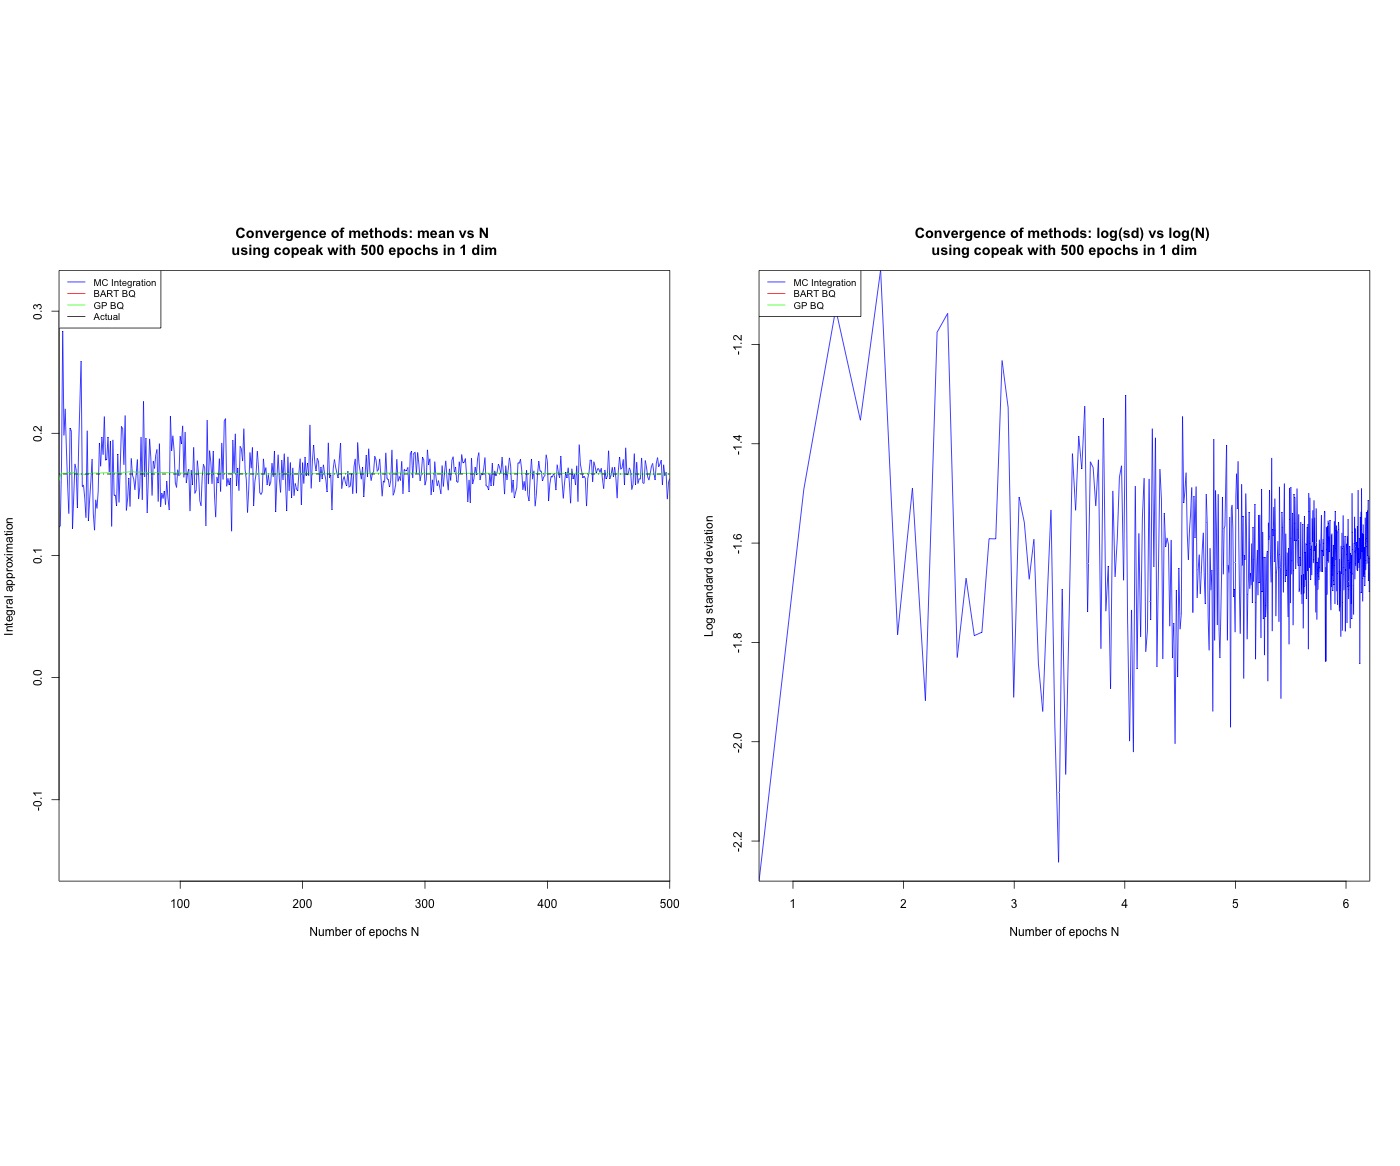 Convergence of methods: mean vs N
using copeak with 500 epochs in 1 dim
MC Integration
BART BQ
GP BQ
Actual
0.3
0.2
0.1
0.0
-0.1
Integral approximation
100
200
300
400
500
Number of epochs N
Convergence of methods: log(sd) vs log(N)
using copeak with 500 epochs in 1 dim
MC Integration
BART BQ
GP BQ
-1.2
-1.4
-1.6
-1.8
-2.0
-2.2
Log standard deviation
1
2
3
4
5
6
Number of epochs N